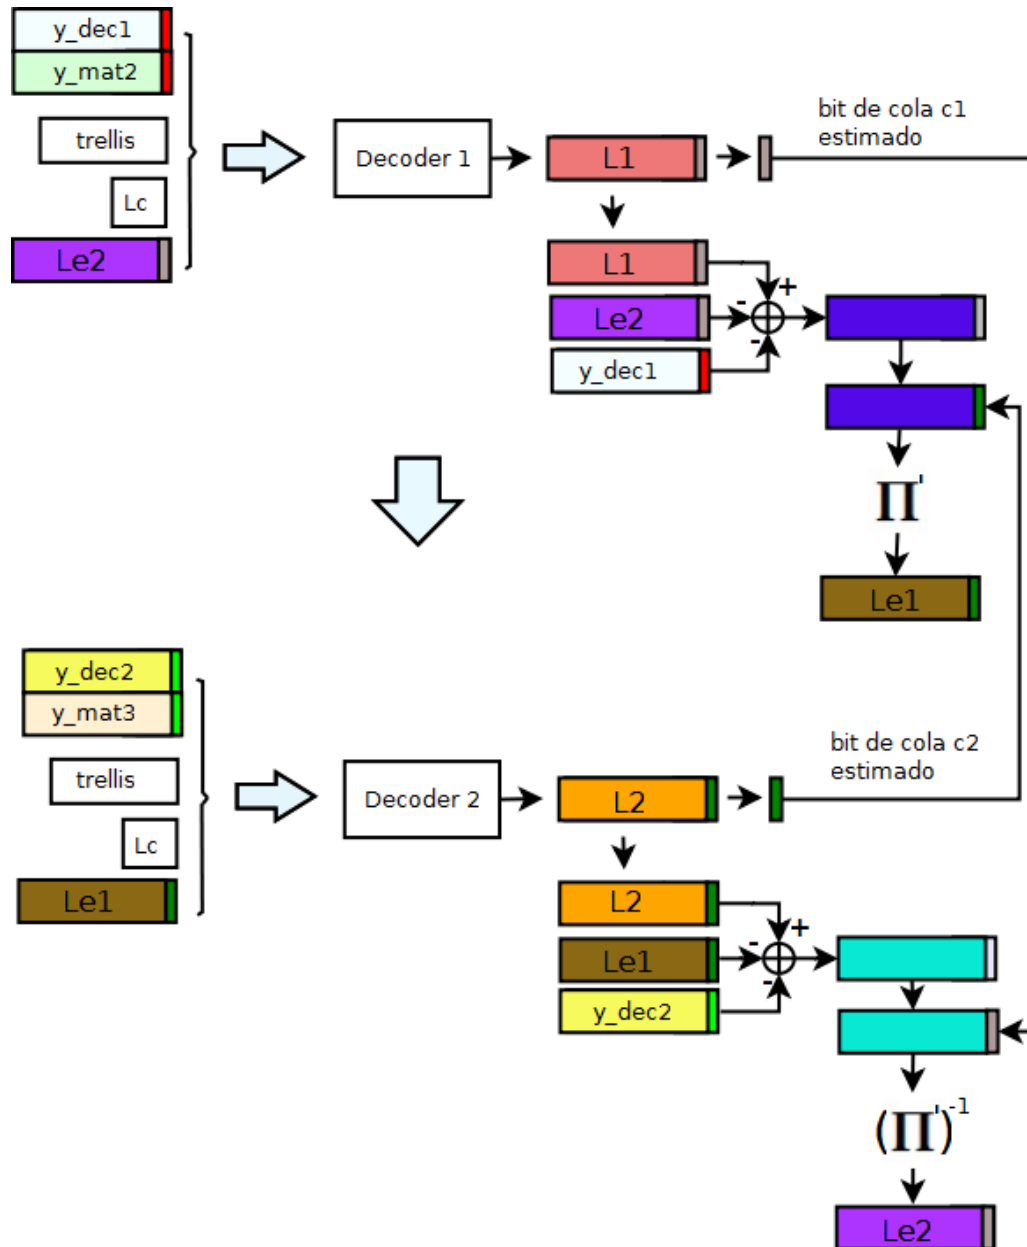 y_dec1
y_mat2
trellis
Lc
Le2
Decoder 1
L1
bit de cola c1
estimado
L1
Le2
y_dec1
+
-
-
Π'
Le1
y_dec2
y_mat3
trellis
Lc
Le1
Decoder 2
L2
bit de cola c2
estimado
L2
Le1
y_dec2
+
-
-
(Π')-1
Le2